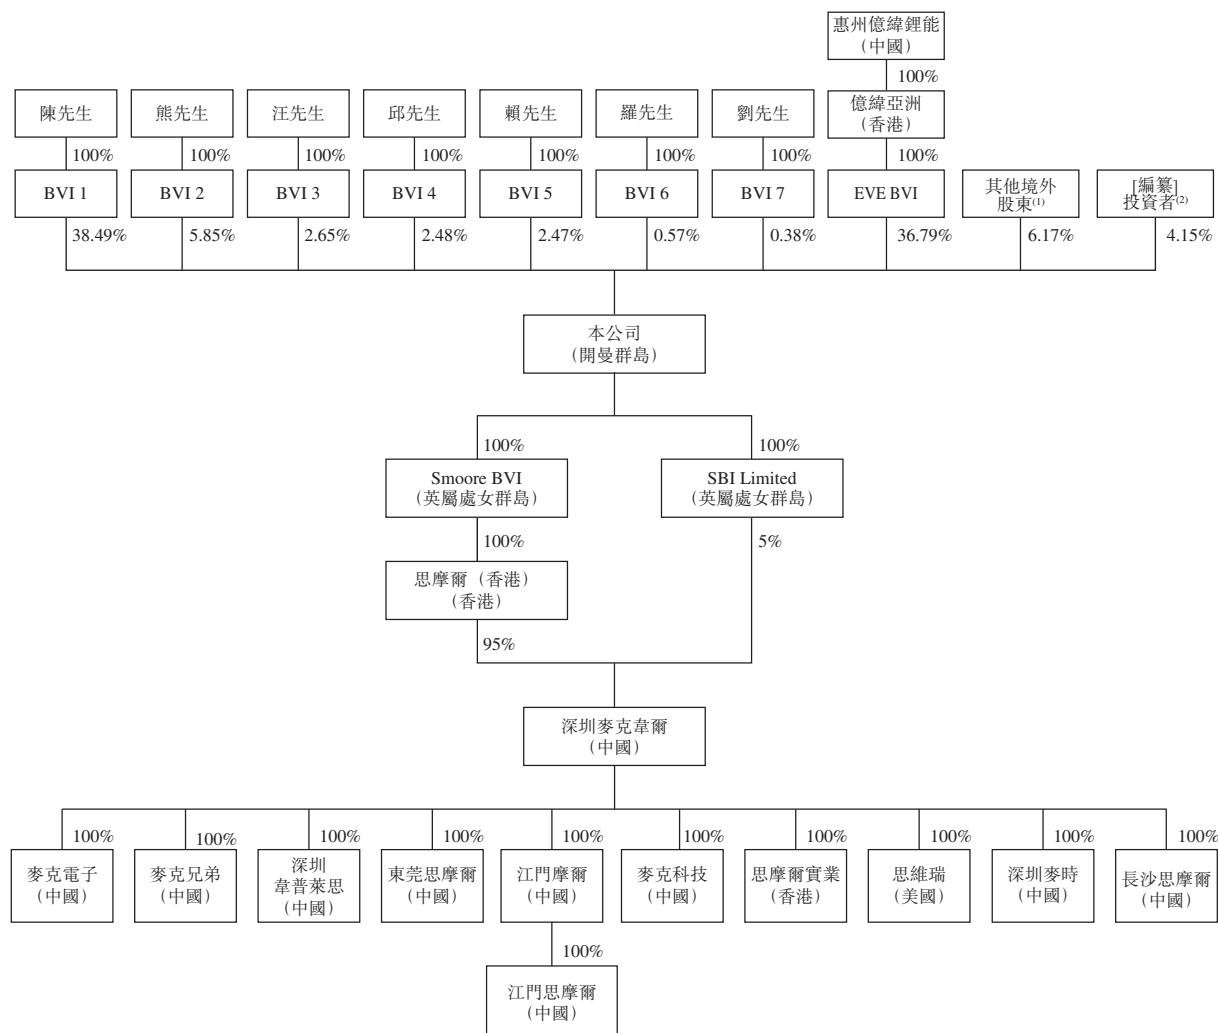 惠州億緯鋰能
（中國）
100%
陳先生
熊先生
汪先生
邱先生
賴先生
羅先生
劉先生
億緯亞洲
（香港）
100%
100%
100%
100%
100%
100%
100%
100%
BVI 1
BVI 2
BVI 3
BVI 4
BVI 5
BVI 6
BVI 7
EVE BVI
其他境外
股東(1)
[編纂]
投資者(2)
38.49%
5.85%
2.65%
2.48%
2.47%
0.57%
0.38%
36.79%
6.17%
4.15%
本公司
（開曼群島）
100%
100%
Smoore BVI
（英屬處女群島）
SBI Limited
（英屬處女群島）
100%
5%
思摩爾（香港）
（香港）
95%
深圳麥克韋爾
（中國）
100%
100%
100%
100%
100%
100%
100%
100%
100%
100%
麥克電子
（中國）
麥克兄弟
（中國）
深圳
韋普萊思
（中國）
東莞思摩爾
（中國）
江門摩爾
（中國）
麥克科技
（中國）
思摩爾實業
（香港）
思維瑞
（美國）
深圳麥時
（中國）
長沙思摩爾
（中國）
100%
江門思摩爾
（中國）